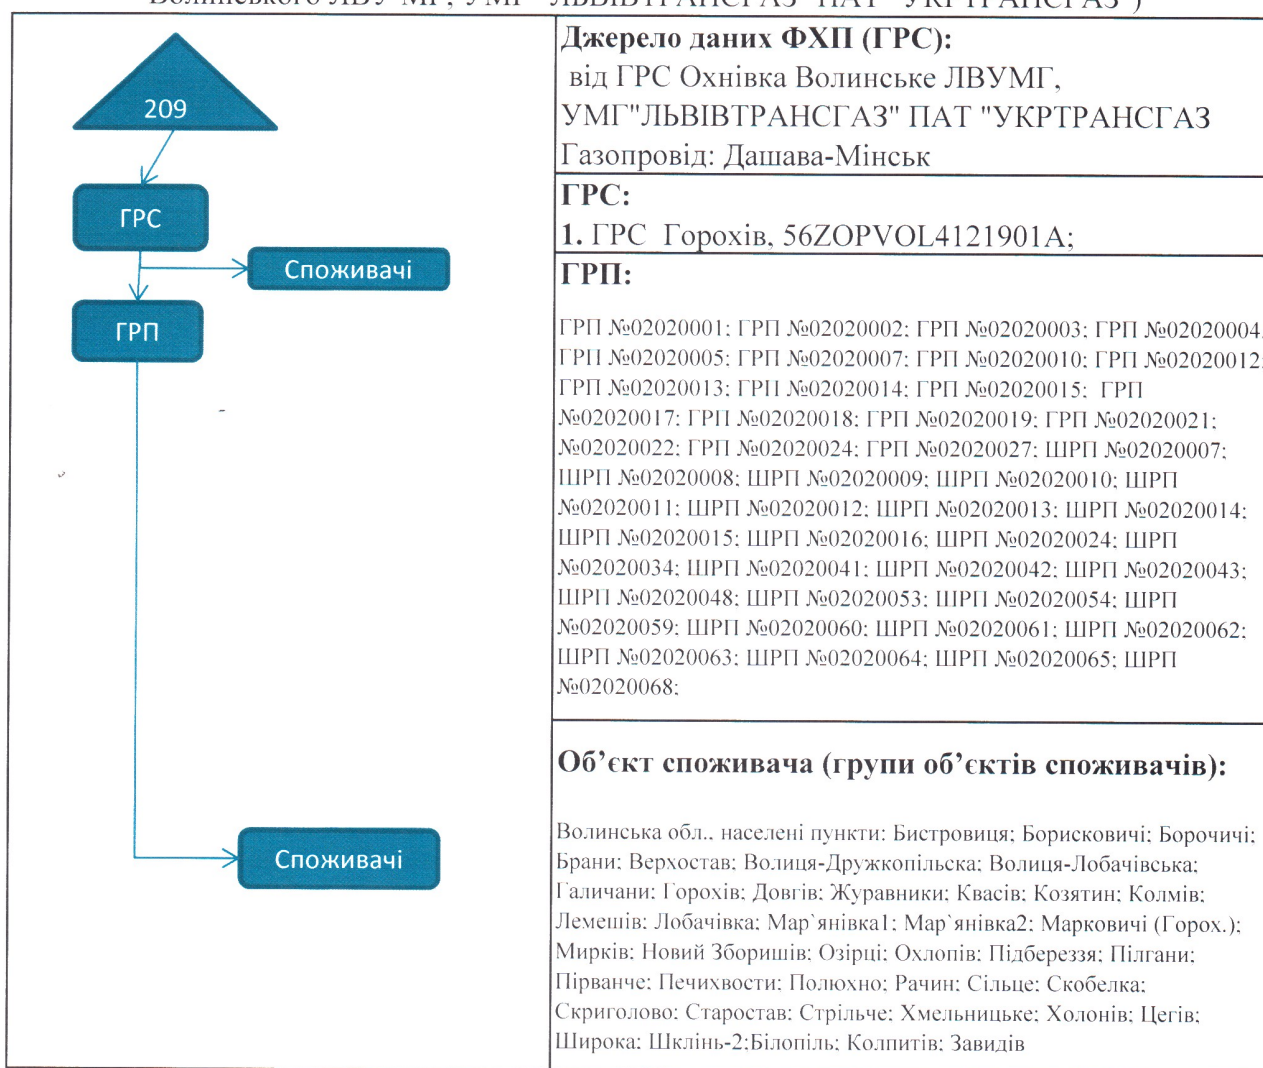 Волинського ЛВУ МГ, УМГ "ЛЬВІВТРАНСГАЗ" ПАТ "УКРТРАНСГАЗ")
209
ГРС
Споживачі
ГРП
Споживачі
Джерело даних ФХП (ГРС):
від ГРС Охнівка Волинське ЛВУМГ,
УМГ"ЛЬВІВТРАНСГАЗ" ПАТ "УКРТРАНСГАЗ
Газопровід: Дашава-Мінськ
ГРС:
1. ГРС Горохів, 56ZOPVOL4121901A;
ГРП:
ГРП №02020001; ГРП №02020002; ГРП №02020003; ГРП №02020004;
ГРП №02020005; ГРП №02020007; ГРП №02020010; ГРП №02020012;
ГРП №02020013; ГРП №02020014; ГРП №02020015; ГРП
№02020017; ГРП №02020018; ГРП №02020019; ГРП №02020021;
№02020022; ГРП №02020024; ГРП №02020027; ШРП №02020007;
ШРП №02020008; ШРП №02020009; ШРП №02020010; ШРП
№02020011; ШРП №02020012; ШРП №02020013; ШРП №02020014;
ШРП №02020015; ШРП №02020016; ШРП №02020024; ШРП
№02020034; ШРП №02020041; ШРП №02020042; ШРП №02020043;
ШРП №02020048; ШРП №02020053; ШРП №02020054; ШРП
№02020059; ШРП №02020060; ШРП №02020061; ШРП №02020062;
ШРП №02020063; ШРП №02020064; ШРП №02020065; ШРП
№02020068;
Об’єкт споживача (групи об’єктів споживачів):
Волинська обл., населені пункти: Бистровиця; Борисковичі; Борочичі;
Брани; Верхостав; Волиця-Дружкопільска; Волиця-Лобачівська;
Галичани; Горохів; Довгів; Журавники; Квасів; Козятин; Колмів;
Лемешів; Лобачівка; Мар`янівка1; Мар`янівка2; Марковичі (Горох.);
Мирків; Новий Зборишів; Озірці; Охлопів; Підбереззя; Пілгани;
Пірванче; Печихвости; Полюхно; Рачин; Сільце; Скобелка;
Скриголово; Старостав; Стрільче; Хмельницьке; Холонів; Цегів;
Широка; Шклінь-2;Білопіль; Колпитів; Завидів